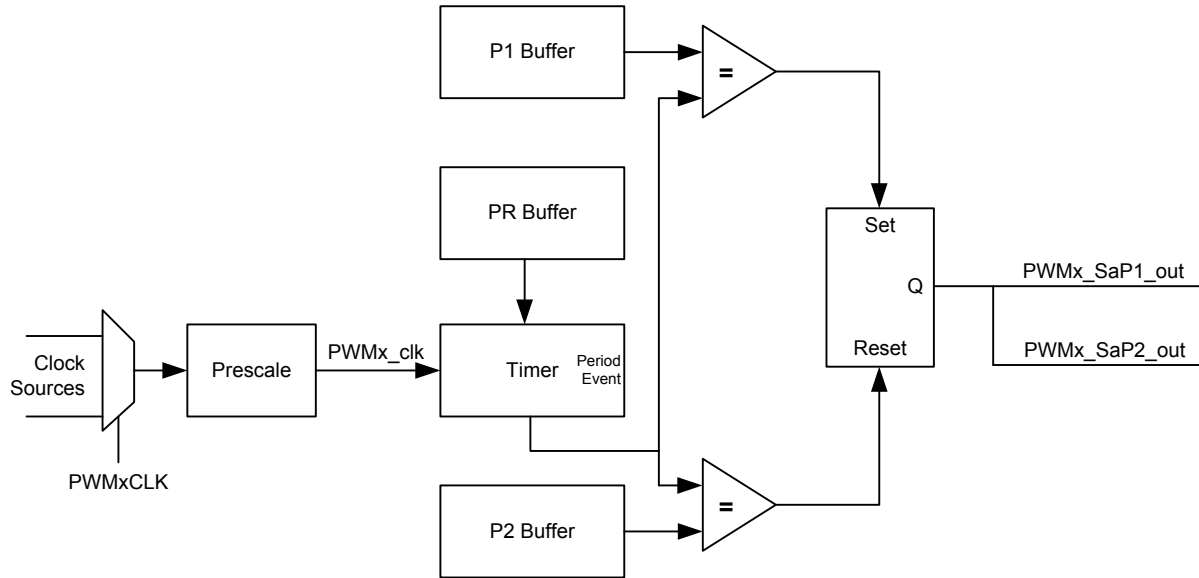 P1 Buffer
=
PR Buffer
Set
Q
PWMx_SaP1_out
Clock
Sources
Prescale
PWMx_clk
Timer
Period
Event
Reset
PWMx_SaP2_out
PWMxCLK
P2 Buffer
=